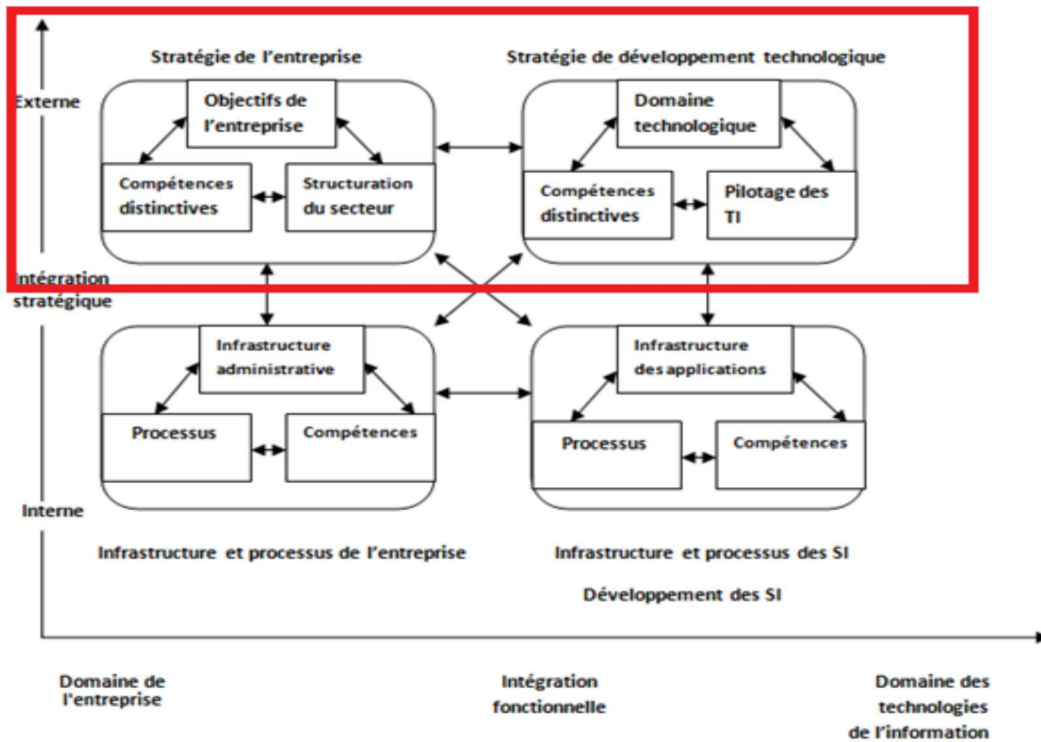 Stratégie de l'entreprise
Stratégie de développement technologique
Externe
Objectifs de
l'entreprise
Domaine
technologique
Compétences
distinctives
Structuration
du secteur
Compétences
distinctives
Pilotage des
TI
Intégration
stratégique
Infrastructure
administrative
Infrastructure
des applications
Processus
Compétences
Processus
Compétences
Interne
Infrastructure et processus de l'entreprise
Infrastructure et processus des SI
Développement des SI
Domaine de
l'entreprise
Intégration
fonctionnelle
Domaine des
technologies
de l'information